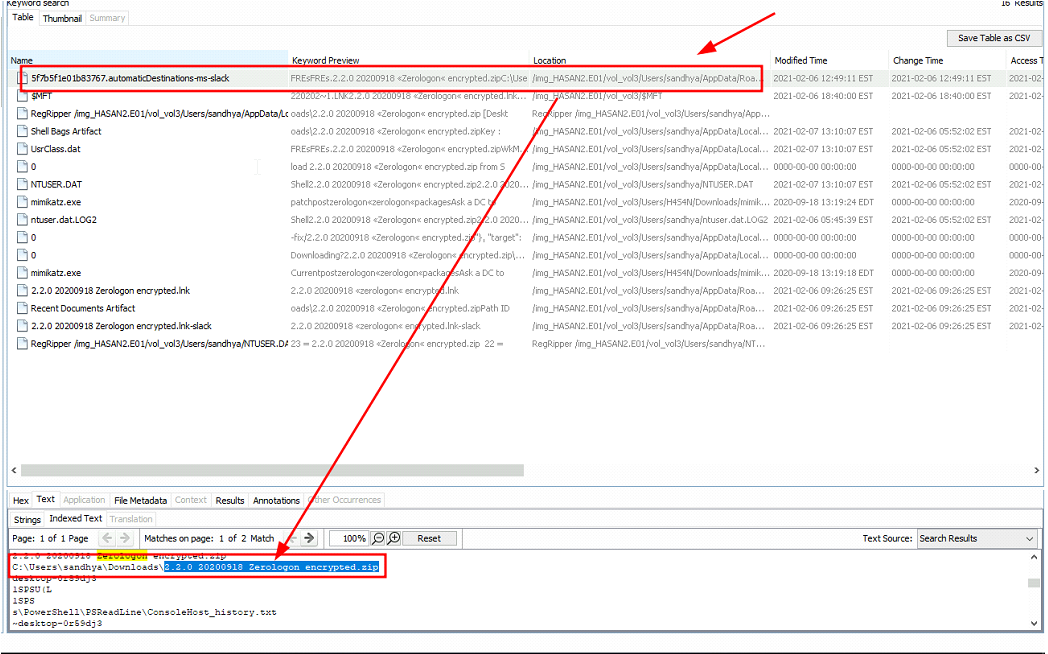 Keyword search
16 Results
Table Thumbnail Summary
Save Table as CSV
Name Keyword Preview Location Modified Time Change Time Access T
5f7b5f1e01b83767.automaticDestinations-ms-slack FREsFREs.2.2.0 20200918 «Zerologon« encrypted.zipC:\Use /img_HASAN2.E01/vol_vol3/Users/sandhya/AppData/Roa... 2021-02-06 12:49:11 EST 2021-02-06 12:49:11 EST 2021-02-
$MFT 220202~1.LNK2.2.0 20200918 «Zerologon« encrypted.lnk... /img_HASAN2.E01/vol_vol3/$MFT 2021-02-06 18:40:00 EST 2021-02-06 18:40:00 EST 2021-02-
RegRipper /img_HASAN2.E01/vol_vol3/Users/sandhya/AppData/Lc oads\2.2.0 20200918 «Zerologon« encrypted.zip [Deskt RegRipper /img_HASAN2.E01/vol_vol3/Users/sandhya/App...
Shell Bags Artifact oads\2.2.0 20200918 «Zerologon« encrypted.zipKey : /img_HASAN2.E01/vol_vol3/Users/sandhya/AppData/Local... 2021-02-07 13:10:07 EST 2021-02-06 05:52:02 EST 2021-02-
UsrClass.dat FREsFREs.2.2.0 20200918 «Zerologon« encrypted.zipWkM... /img_HASAN2.E01/vol_vol3/Users/sandhya/AppData/Local... 2021-02-07 13:10:07 EST 2021-02-06 05:52:02 EST 2021-02-
0 load 2.2.0 20200918 «Zerologon« encrypted.zip from S /img_HASAN2.E01/vol_vol3/Users/sandhya/AppData/Local... 0000-00-00 00:00:00 0000-00-00 00:00:00 0000-00-
NTUSER.DAT Shell2.2.0 20200918 «Zerologon« encrypted.zip2.2.0 2020... /img_HASAN2.E01/vol_vol3/Users/sandhya/NTUSER.DAT 2021-02-07 13:10:07 EST 2021-02-06 05:52:02 EST 2021-02-
mimikatz.exe patchpostzerologon«zerologon«packagesAsk a DC to /img_HASAN2.E01/vol_vol3/Users/H4S4N/Downloads/mimik... 2020-09-18 13:19:24 EDT 0000-00-00 00:00:00 2020-09-
ntuser.dat.LOG2 Shell2.2.0 20200918 «Zerologon« encrypted.zip2.2.0 2020... /img_HASAN2.E01/vol_vol3/Users/sandhya/ntuser.dat.LOG2 2021-02-06 05:45:39 EST 2021-02-06 05:52:02 EST 2021-02-
0 -fix/2.2.0 20200918 «Zerologon« encrypted.zip"}, "target": /img_HASAN2.E01/vol_vol3/Users/sandhya/AppData/Local... 0000-00-00 00:00:00 0000-00-00 00:00:00 0000-00-
0 Downloading?2.2.0 20200918 «Zerologon« encrypted.zip\... /img_HASAN2.E01/vol_vol3/Users/sandhya/AppData/Local... 0000-00-00 00:00:00 0000-00-00 00:00:00 0000-00-
mimikatz.exe Currentpostzerologon«zerologon«packagesAsk a DC to /img_HASAN2.E01/vol_vol3/Users/H4S4N/Downloads/mimik... 2020-09-18 13:19:18 EDT 0000-00-00 00:00:00 2020-09-
2.2.0 20200918 Zerologon encrypted.lnk 2.2.0 20200918 «Zerologon« encrypted.lnk /img_HASAN2.E01/vol_vol3/Users/sandhya/AppData/Roa... 2021-02-06 09:26:25 EST 2021-02-06 09:26:25 EST 2021-02-
Recent Documents Artifact oads\2.2.0 20200918 «Zerologon« encrypted.zipPath ID /img_HASAN2.E01/vol_vol3/Users/sandhya/AppData/Roa... 2021-02-06 09:26:25 EST 2021-02-06 09:26:25 EST 2021-02-
2.2.0 20200918 Zerologon encrypted.lnk-slack 2.2.0 20200918 «Zerologon« encrypted.lnk-slack /img_HASAN2.E01/vol_vol3/Users/sandhya/AppData/Roa... 2021-02-06 09:26:25 EST 2021-02-06 09:26:25 EST 2021-02-
RegRipper /img_HASAN2.E01/vol_vol3/Users/sandhya/NTUSER.DA 23 = 2.2.0 20200918 «Zerologon« encrypted.zip 22 = RegRipper /img_HASAN2.E01/vol_vol3/Users/sandhya/NT...
Hex Text Application File Metadata Context Results Annotations Other Occurrences
Strings Indexed Text Translation
Page: 1 of 1 Page Matches on page: 1 of 2 Match 100% Reset Text Source: Search Results
2.2.0 20200918 Zerologon encrypted.zip
C:\Users\sandhya\Downloads\2.2.0 20200918 Zerologon encrypted.zip
desktop-0r59dj3
1SPSU(L
1SPS
s\PowerShell\PSReadLine\ConsoleHost_history.txt
~desktop-0r59dj3